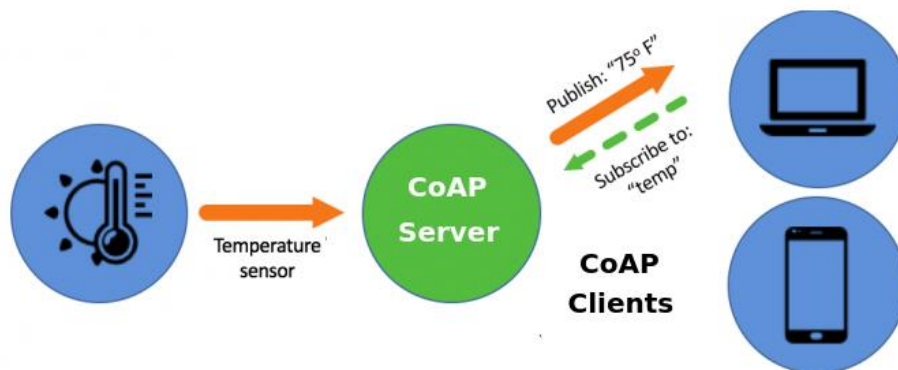 Temperature
sensor
CoAP
Server
Publish: “75° F”
Subscribe to:
“temp”
CoAP
Clients